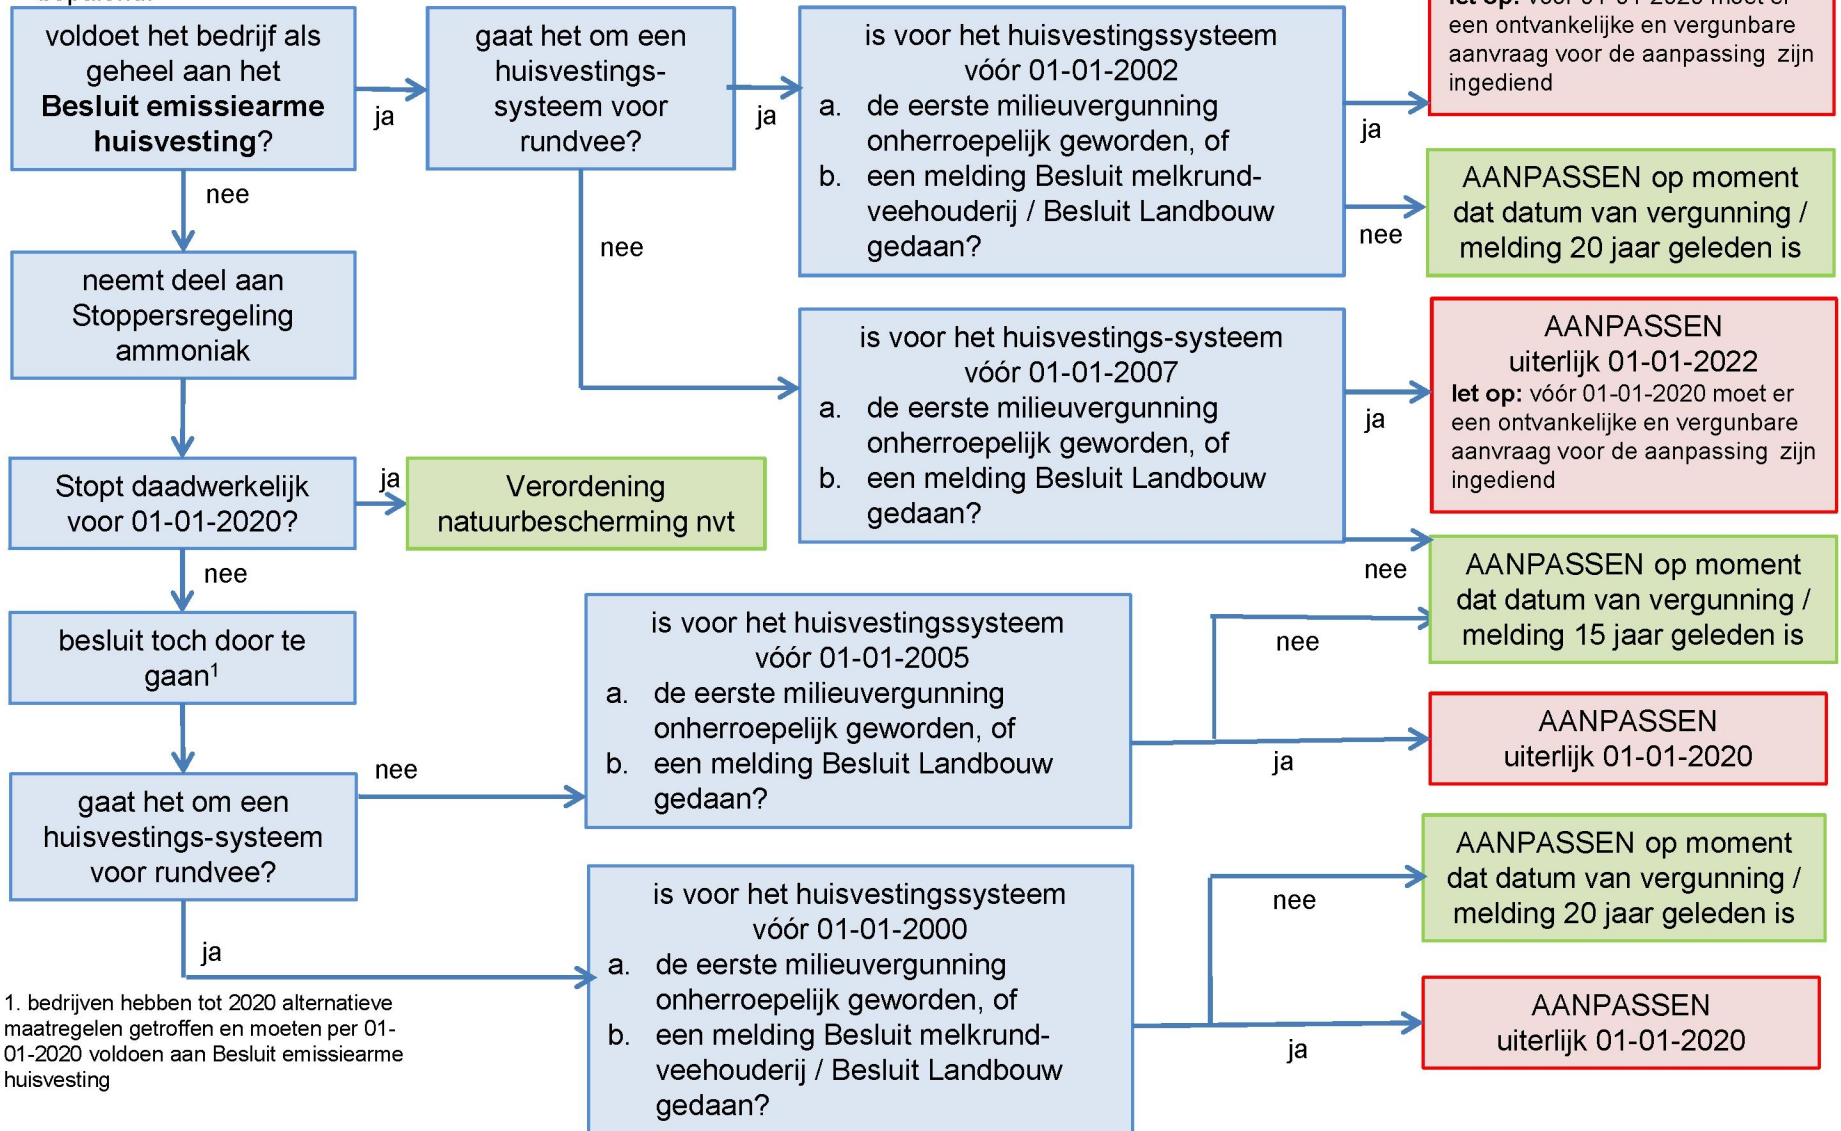 voldoet het bedrijf als
geheel aan het
Besluit emissiearme
huisvesting?
ja
nee
gaat het om een
huisvestings-
systeem voor
rundvee?
ja
nee
is voor het huisvestingssysteem
vóór 01-01-2002
a. de eerste milieuvergunning
onherroepelijk geworden, of
b. een melding Besluit melkrund-
veehouderij / Besluit Landbouw
gedaan?
ja
nee
een ontvankelijke en vergunbare
aanvraag voor de aanpassing zijn
ingediend
AANPASSEN op moment
dat datum van vergunning /
melding 20 jaar geleden is
neemt deel aan
Stoppersregeling
ammoniak
is voor het huisvestings-systeem
vóór 01-01-2007
a. de eerste milieuvergunning
onherroepelijk geworden, of
b. een melding Besluit Landbouw
gedaan?
ja
nee
AANPASSEN
uiterlijk 01-01-2022
let op: vóór 01-01-2020 moet er
een ontvankelijke en vergunbare
aanvraag voor de aanpassing zijn
ingediend
Stopt daadwerkelijk
voor 01-01-2020?
ja
nee
Verordening
natuurbescherming nvt
AANPASSEN op moment
dat datum van vergunning /
melding 15 jaar geleden is
besluit toch door te
gaan1
is voor het huisvestingssysteem
vóór 01-01-2005
a. de eerste milieuvergunning
onherroepelijk geworden, of
b. een melding Besluit Landbouw
gedaan?
nee
ja
AANPASSEN
uiterlijk 01-01-2020
gaat het om een
huisvestings-systeem
voor rundvee?
nee
ja
is voor het huisvestingssysteem
vóór 01-01-2000
a. de eerste milieuvergunning
onherroepelijk geworden, of
b. een melding Besluit melkrund-
veehouderij / Besluit Landbouw
gedaan?
nee
ja
AANPASSEN op moment
dat datum van vergunning /
melding 20 jaar geleden is
AANPASSEN
uiterlijk 01-01-2020
1. bedrijven hebben tot 2020 alternatieve
maatregelen getroffen en moeten per 01-
01-2020 voldoen aan Besluit emissiearme
huisvesting